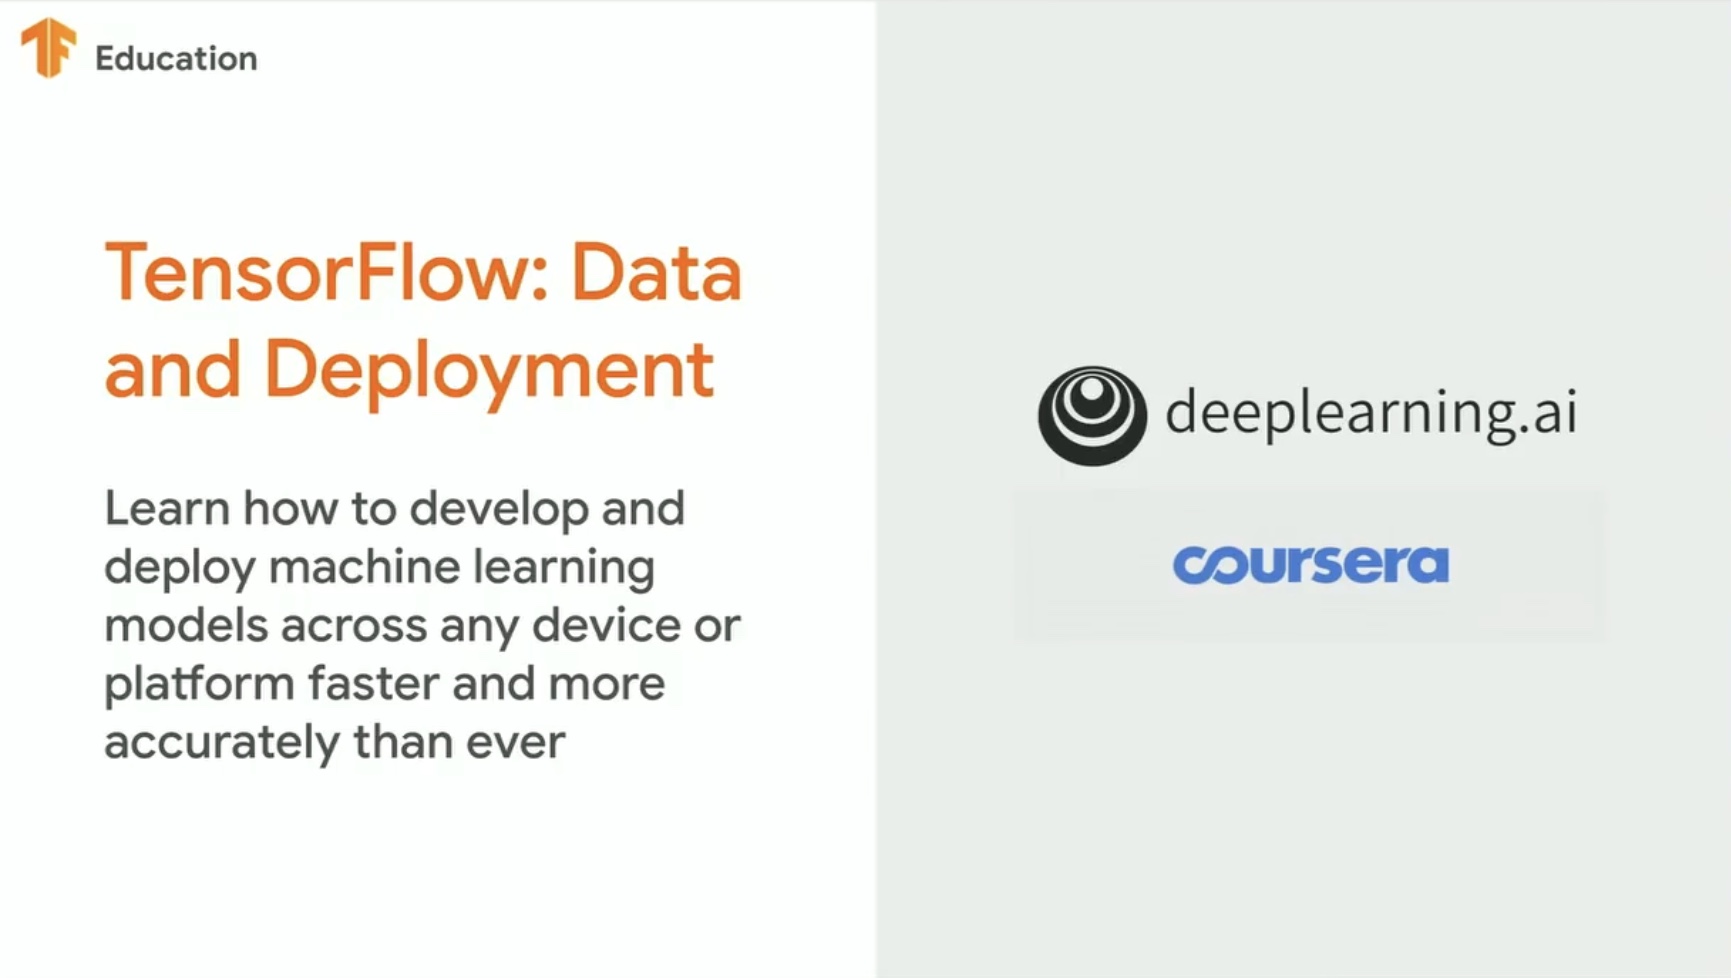 Education
TensorFlow: Data
and Deployment
Learn how to develop and
deploy machine learning
models across any device or
platform faster and more
accurately than ever
deeplearning.ai
coursera